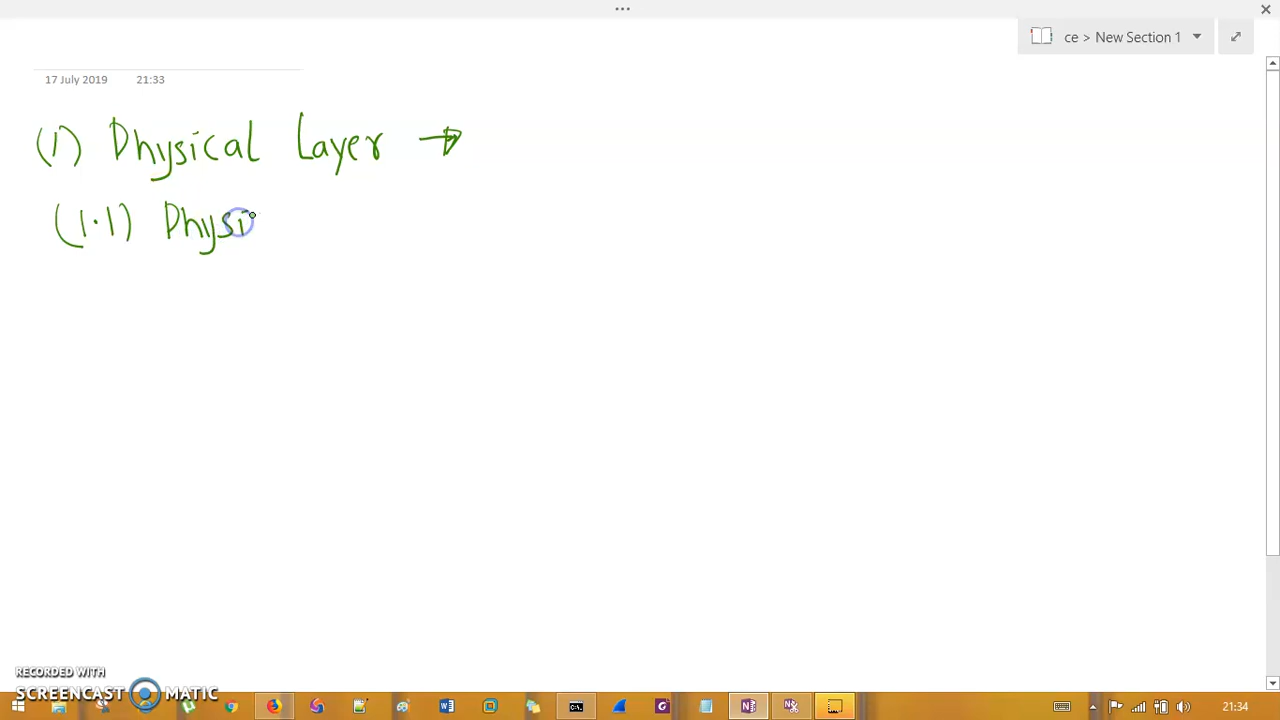 ...
ce > New Section 1
17 July 2019 21:33
(1) Physical Layer →
(1.1) Physi
RECORDED WITH
SCREENCAST MATIC
21:34